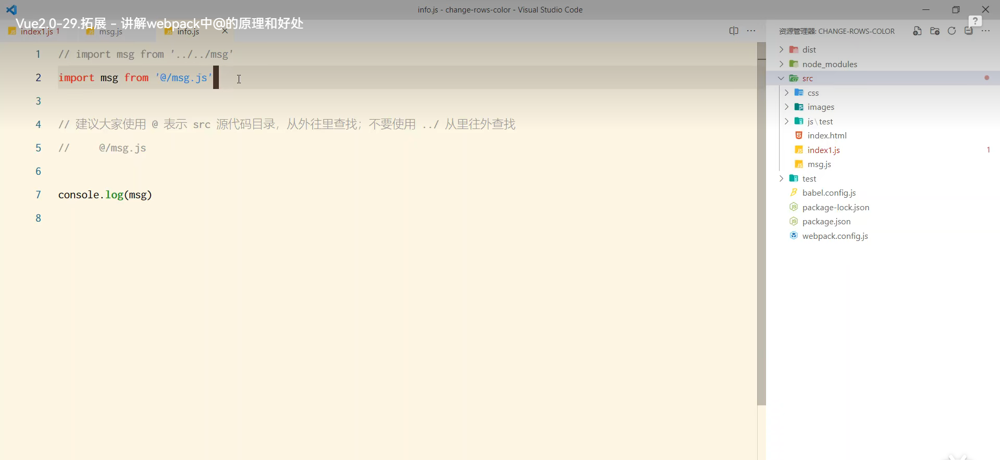 info.js - change-rows-color - Visual Studio Code
Vue2.0-29.拓展 - 讲解webpack中@的原理和好处
index1.js 1
msg.js
info.js
1 // import msg from '../../msg'
2 import msg from '@/msg.js'
3
4 // 建议大家使用 @ 表示 src 源代码目录，从外往里查找；不要使用 ../ 从里往外查找
5 // @/msg.js
6
7 console.log(msg)
8
资源管理器: CHANGE-ROWS-COLOR
?
dist
node_modules
src
css
images
js\test
index.html
index1.js 1
msg.js
test
babel.config.js
package-lock.json
package.json
webpack.config.js